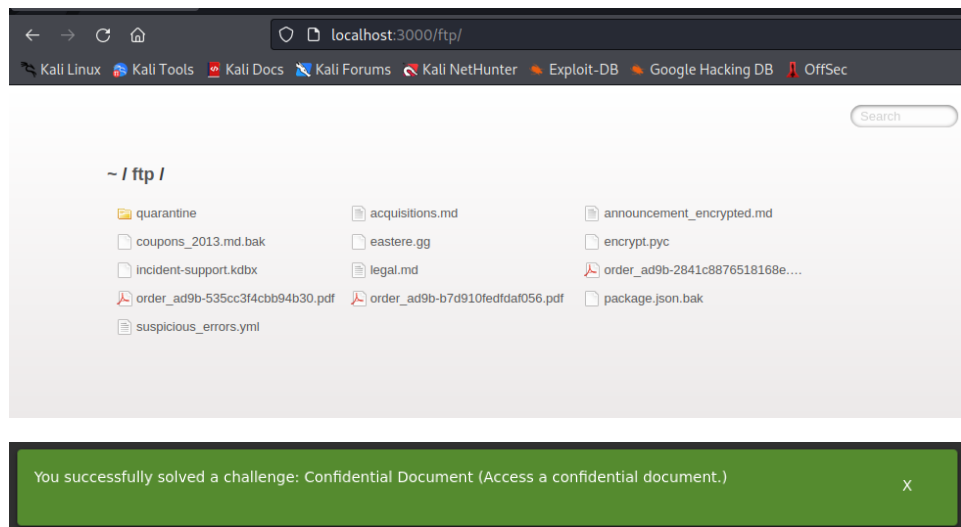 localhost:3000/ftp/
Kali Linux Kali Tools Kali Docs Kali Forums Kali NetHunter Exploit-DB Google Hacking DB OffSec
Search
~ / ftp /
quarantine acquisitions.md announcement_encrypted.md
coupons_2013.md.bak eastere.gg encrypt.pyc
incident-support.kdbx legal.md order_ad9b-2841c8876518168e....
order_ad9b-535cc3f4cbb94b30.pdf order_ad9b-b7d910fedfdaf056.pdf package.json.bak
suspicious_errors.yml
You successfully solved a challenge: Confidential Document (Access a confidential document.)
X